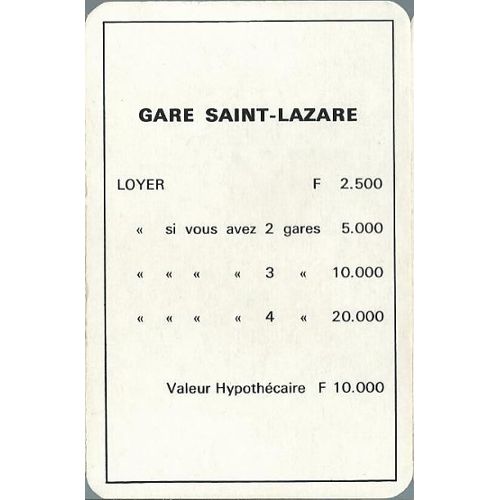 GARE SAINT-LAZARE
LOYER F 2.500
« si vous avez 2 gares 5.000
« « « « 3 « 10.000
« « « « 4 « 20.000
Valeur Hypothécaire F 10.000